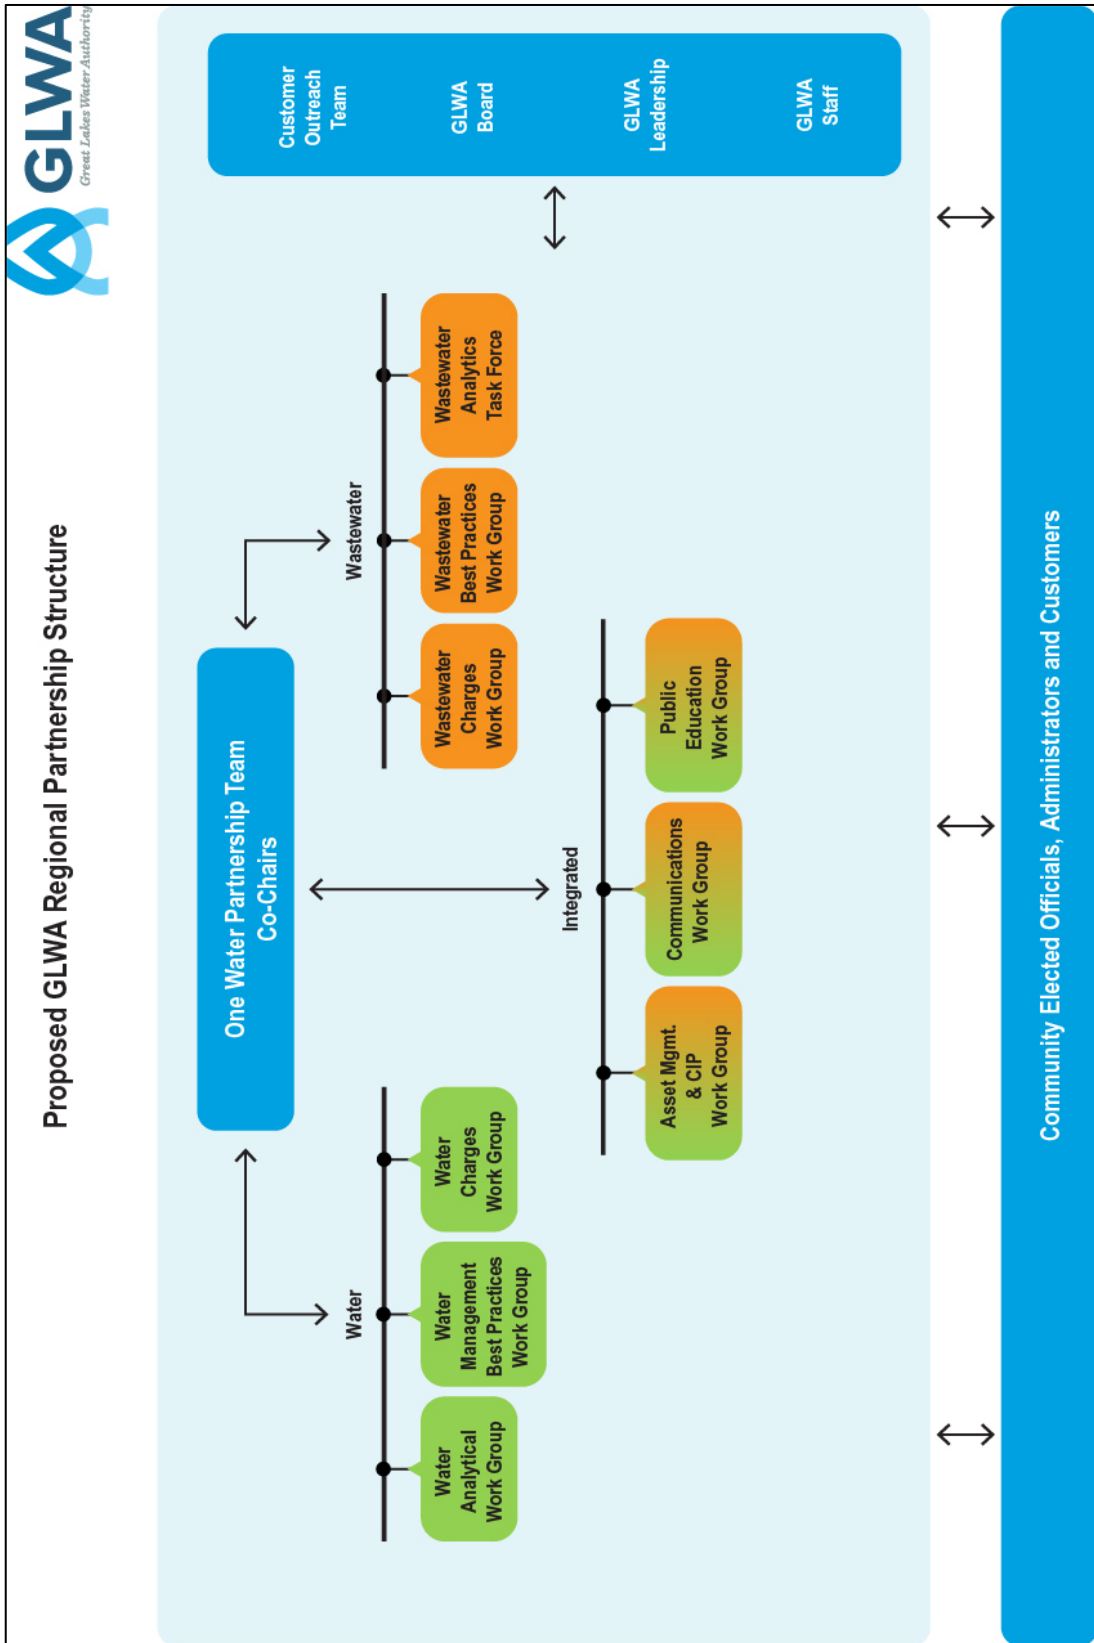 Proposed GLWA Regional Partnership Structure
GLWA
Great Lakes Water Authority
One Water Partnership Team
Co-Chairs
Water
Water
Analytical
Work Group
Water
Management
Best Practices
Work Group
Water
Charges
Work Group
Integrated
Asset Mgmt.
& CIP
Work Group
Communications
Work Group
Public
Education
Work Group
Wastewater
Wastewater
Charges
Work Group
Wastewater
Best Practices
Work Group
Wastewater
Analytics
Task Force
Customer
Outreach
Team
GLWA
Board
GLWA
Leadership
GLWA
Staff
Community Elected Officials, Administrators and Customers